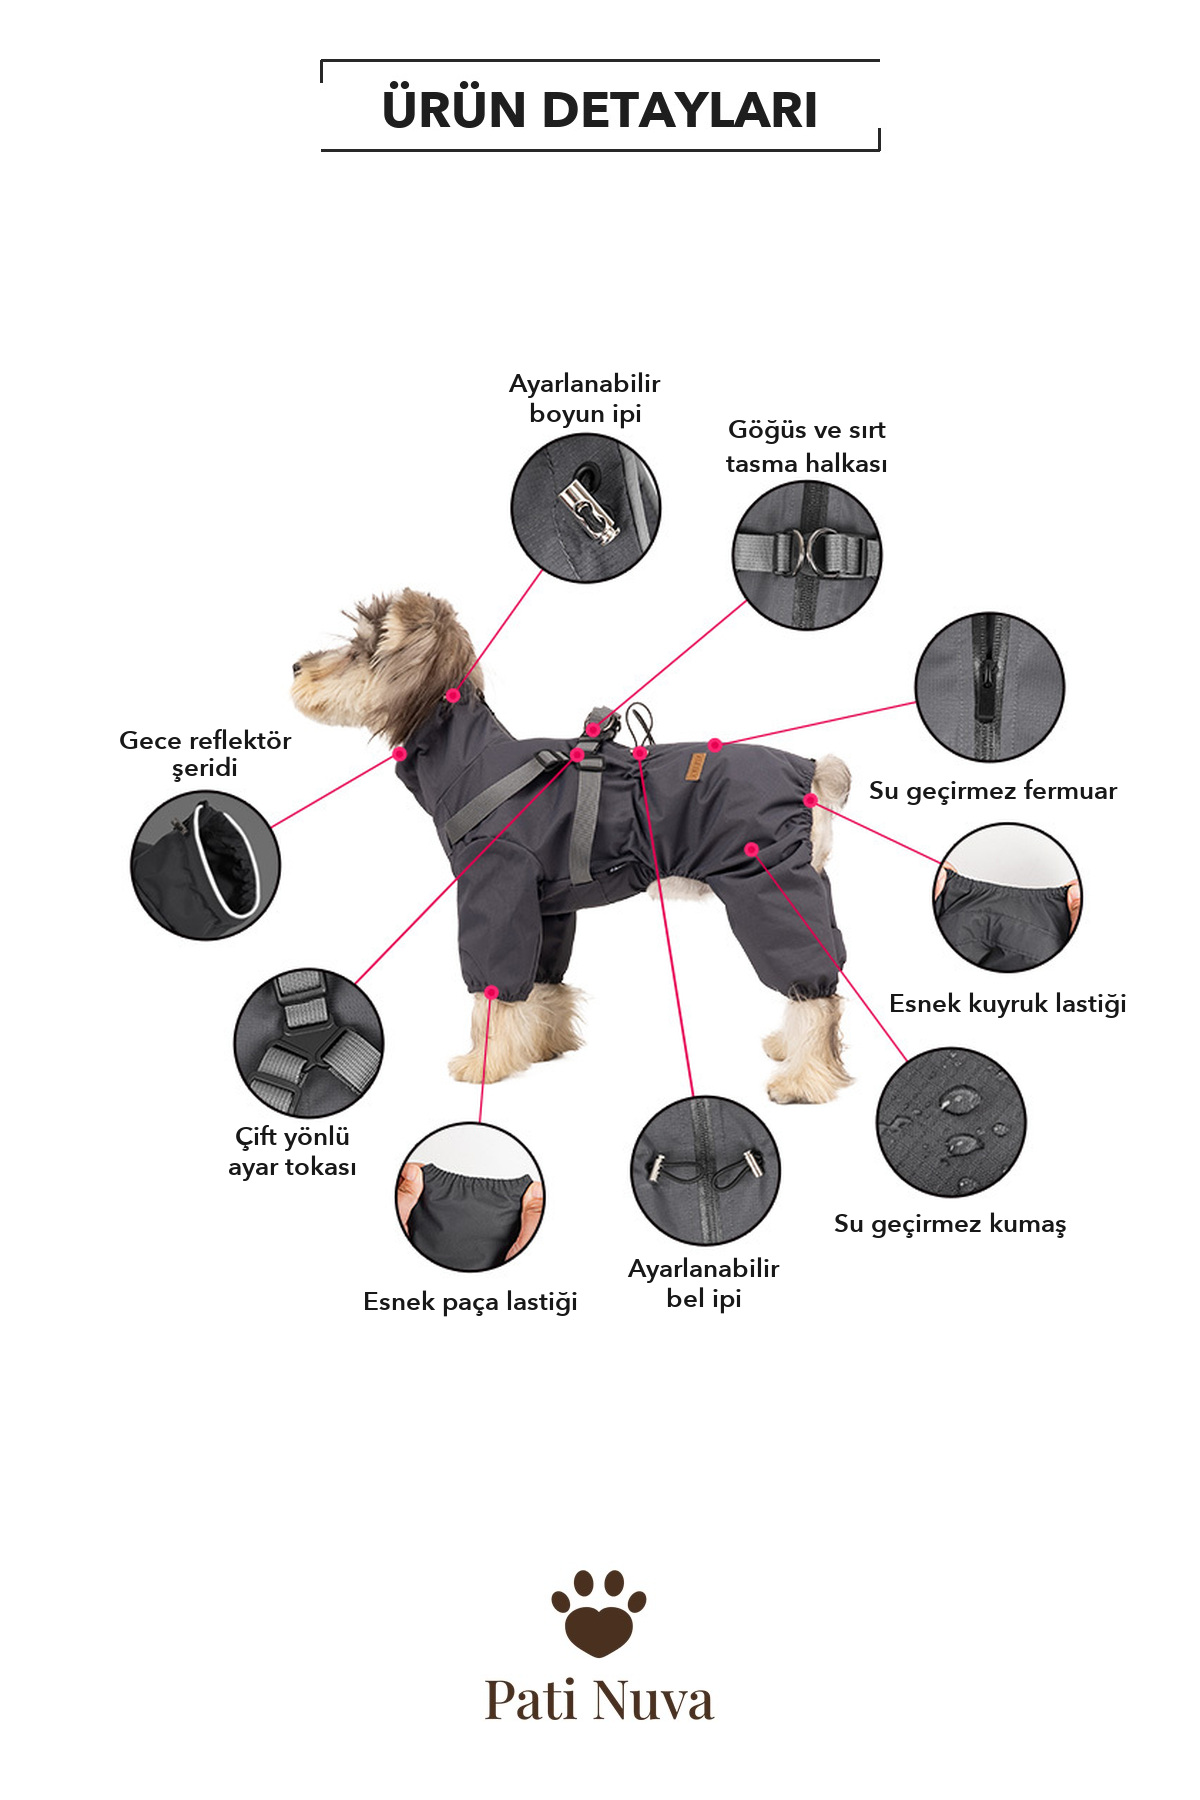 ÜRÜN DETAYLARI
Ayarlanabilir
boyun ipi
Göğüs ve sırt
tasma halkası
Gece reflektör
şeridi
Su geçirmez fermuar
Esnek kuyruk lastiği
Çift yönlü
ayar tokası
Su geçirmez kumaş
Ayarlanabilir
bel ipi
Esnek paça lastiği
Pati Nuva